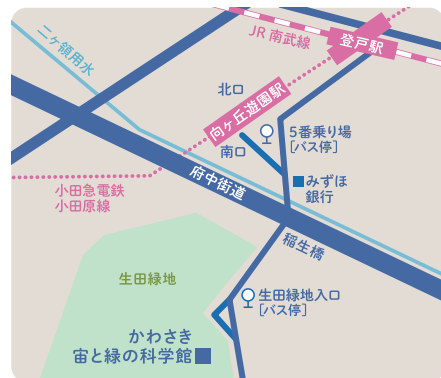 JR 南武線
登戸駅
二ヶ領用水
北口
向ヶ丘遊園駅
5番乗り場
[バス停]
南口
みずほ
銀行
小田急電鉄
小田原線
府中街道
稲生橋
生田緑地
生田緑地入口
[バス停]
かわさき
宙と緑の科学館